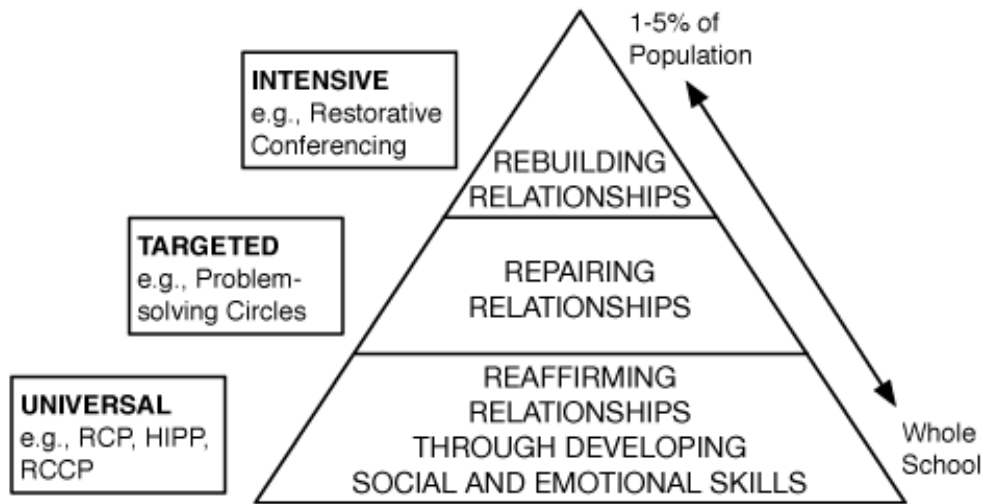 1-5% of
Population
INTENSIVE
e.g., Restorative
Conferencing
REBUILDING
RELATIONSHIPS
TARGETED
e.g., Problem-
solving Circles
REPAIRING
RELATIONSHIPS
UNIVERSAL
e.g., RCP, HIPP,
RCCP
REAFFIRMING
RELATIONSHIPS
THROUGH DEVELOPING
SOCIAL AND EMOTIONAL SKILLS
Whole
School